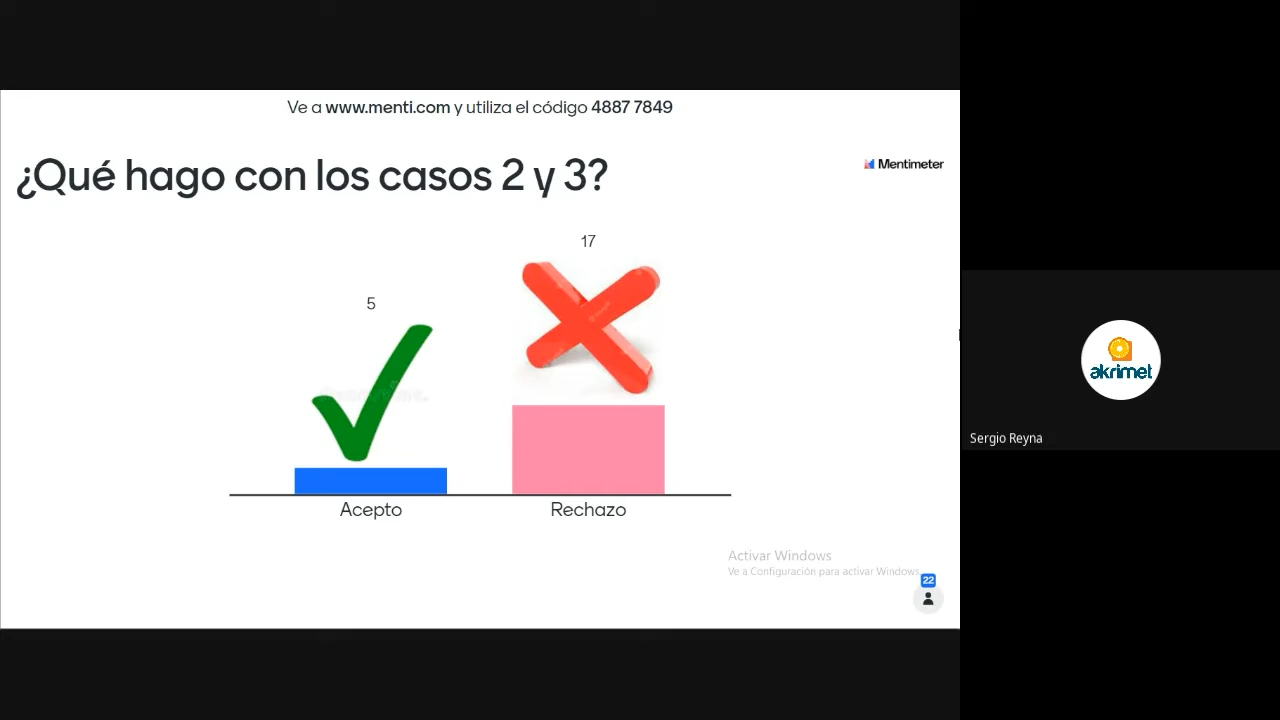 Ve a www.menti.com y utiliza el código 4887 7849
¿Qué hago con los casos 2 y 3?
Mentimeter
17
5
Acepto
Rechazo
Activar Windows
Ve a Configuración para activar Windows.
22
akrimet
Sergio Reyna